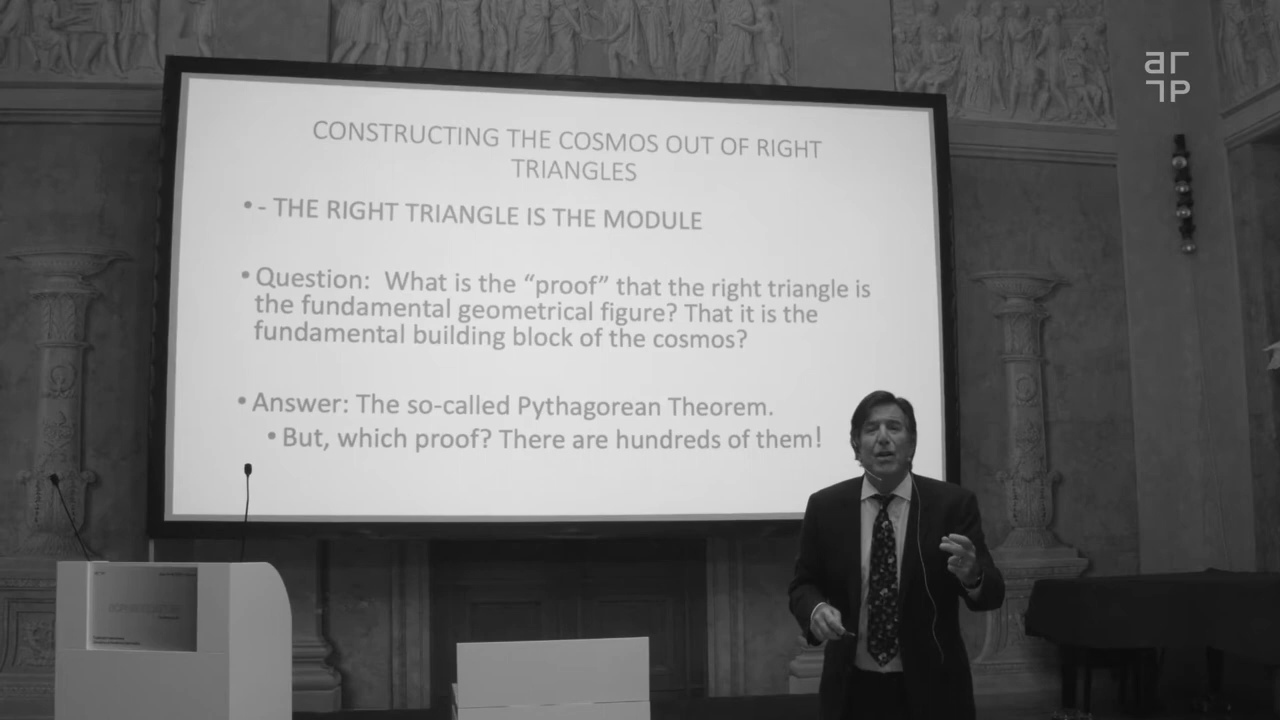 CONSTRUCTING THE COSMOS OUT OF RIGHT
TRIANGLES
• - THE RIGHT TRIANGLE IS THE MODULE
• Question: What is the “proof” that the right triangle is
the fundamental geometrical figure? That it is the
fundamental building block of the cosmos?
• Answer: The so-called Pythagorean Theorem.
• But, which proof? There are hundreds of them!